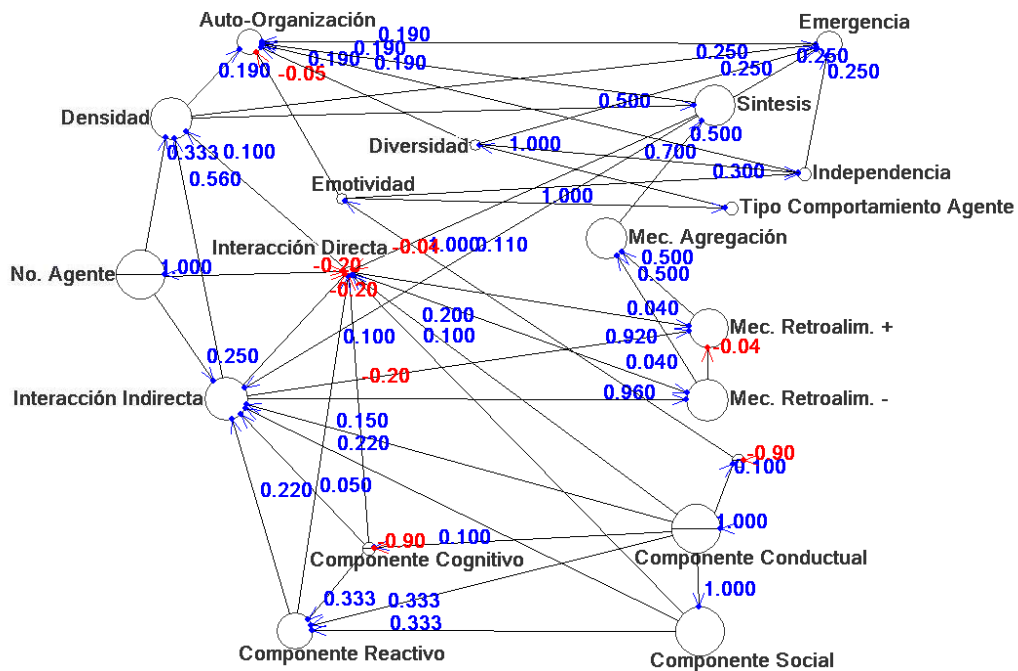 Auto-Organización
Emergencia
0.190
0.190
0.190
0.190
0.250
0.250
0.190
-0.05
0.250
0.250
Densidad
0.500
Sintesis
0.500
Diversidad
1.000
0.333
0.100
0.700
0.560
Emotividad
0.300
Independencia
1.000
Tipo Comportamiento Agente
Interacción Directa
-0.04
1.000
0.110
Mec. Agregación
No. Agente
1.000
-0.20
0.500
0.500
-0.20
0.200
0.040
Mec. Retroalim. +
0.100
0.100
0.920
-0.04
0.250
0.040
-0.20
Interacción Indirecta
0.960
Mec. Retroalim. -
0.150
0.220
-0.90
0.100
0.220
0.050
1.000
-0.90
0.100
Componente Cognitivo
Componente Conductual
1.000
0.333
0.333
0.333
Componente Reactivo
Componente Social